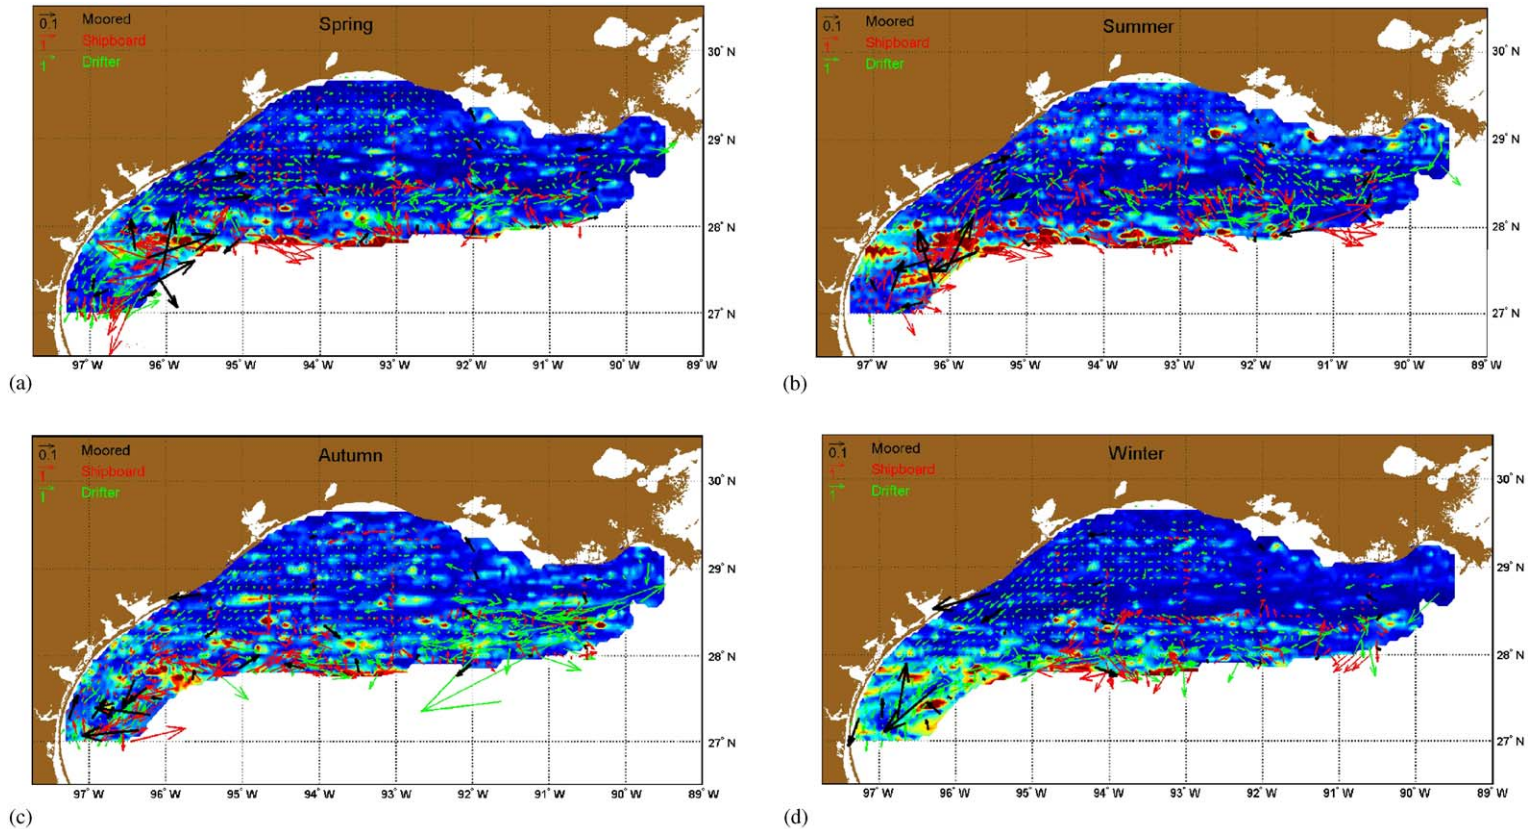 Spring
0.1 Moored
1 Shipboard
1 Drifter
30° N
29° N
28° N
27° N
97° W 96° W 95° W 94° W 93° W 92° W 91° W 90° W 89° W
(a)
Summer
0.1 Moored
1 Shipboard
1 Drifter
30° N
29° N
28° N
27° N
97° W 96° W 95° W 94° W 93° W 92° W 91° W 90° W 89° W
(b)
Autumn
0.1 Moored
1 Shipboard
1 Drifter
30° N
29° N
28° N
27° N
97° W 96° W 95° W 94° W 93° W 92° W 91° W 90° W 89° W
(c)
Winter
0.1 Moored
1 Shipboard
1 Drifter
30° N
29° N
28° N
27° N
97° W 96° W 95° W 94° W 93° W 92° W 91° W 90° W 89° W
(d)